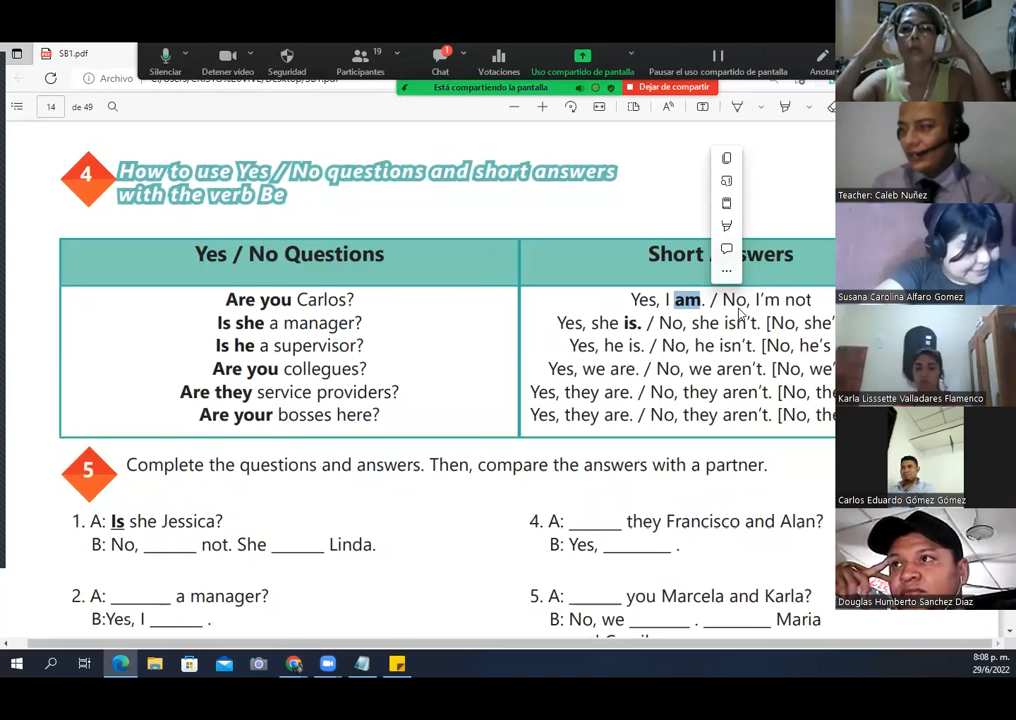 SB1.pdf
Silenciar
Detener video
Seguridad
19
Participantes
1
Chat
Votaciones
Uso compartido de pantalla
Pausar el uso compartido de pantalla
Anotar
Archivo
Está compartiendo la pantalla
Dejar de compartir
14 de 49
4
How to use Yes / No questions and short answers
with the verb Be
Yes / No Questions
Are you Carlos?
Is she a manager?
Is he a supervisor?
Are you collegues?
Are they service providers?
Are your bosses here?
Short
wers
Yes, I am. / No, I'm not
Yes, she is. / No, she isn't. [No, she'
Yes, he is. / No, he isn't. [No, he's
Yes, we are. / No, we aren't. [No, we'
Yes, they are. / No, they aren't. [No, the
Yes, they are. / No, they aren't. [No, the
5 Complete the questions and answers. Then, compare the answers with a partner.
1. A: Is she Jessica?
B: No, ______ not. She ______ Linda.
2. A: _______ a manager?
B:Yes, I ______ .
4. A: ______ they Francisco and Alan?
B: Yes, ________ .
5. A: ______ you Marcela and Karla?
B: No, we _______ . ________ Maria
Teacher: Caleb Nuñez
Susana Carolina Alfaro Gomez
Karla Lisssette Valladares Flamenco
Carlos Eduardo Gómez Gómez
Douglas Humberto Sanchez Diaz
8:08 p. m.
29/6/2022